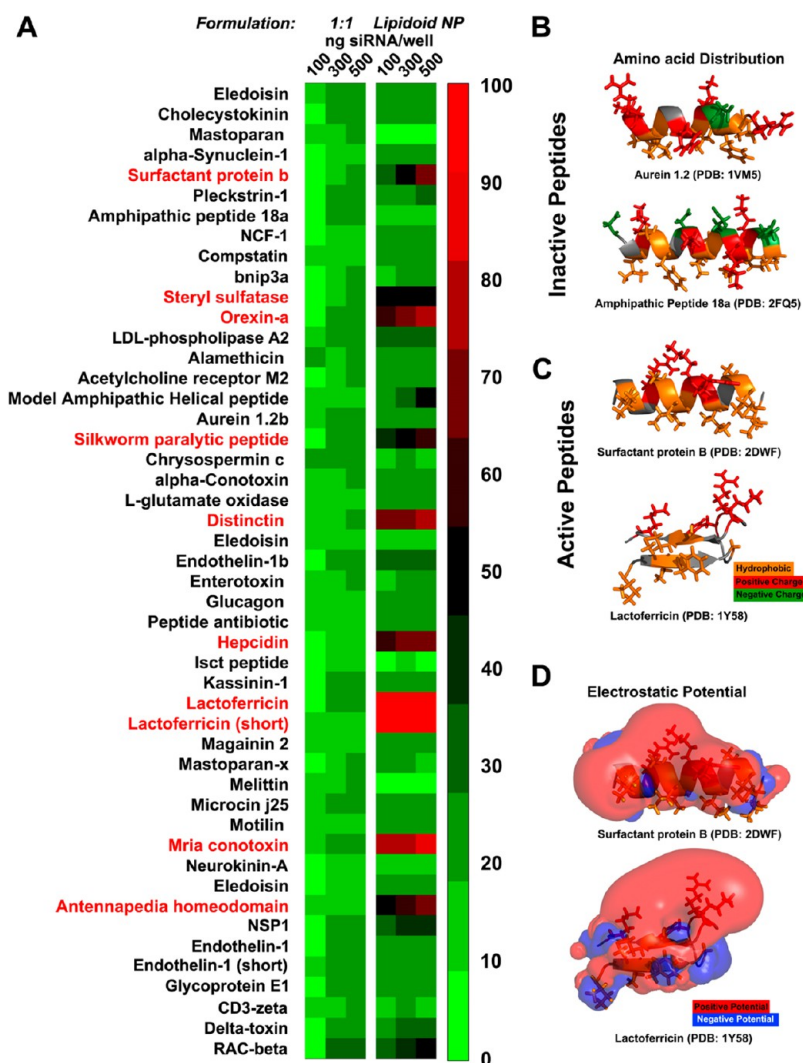 A
Formulation: 1:1 Lipidoid NP
ng siRNA/well
100 300 500 100 300 500
Eledoisin
Cholecystokinin
Mastoparan
alpha-Synuclein-1
Surfactant protein b
Pleckstrin-1
Amphipathic peptide 18a
NCF-1
Compstatin
bnip3a
Steryl sulfatase
Orexin-a
LDL-phospholipase A2
Alamethicin
Acetylcholine receptor M2
Model Amphipathic Helical peptide
Aurein 1.2b
Silkworm paralytic peptide
Chrysospermin c
alpha-Conotoxin
L-glutamate oxidase
Distinctin
Eledoisin
Endothelin-1b
Enterotoxin
Glucagon
Peptide antibiotic
Hepcidin
Isct peptide
Kassinin-1
Lactoferricin
Lactoferricin (short)
Magainin 2
Mastoparan-x
Melittin
Microcin j25
Motilin
Mria conotoxin
Neurokinin-A
Eledoisin
Antennapedia homeodomain
NSP1
Endothelin-1
Endothelin-1 (short)
Glycoprotein E1
CD3-zeta
Delta-toxin
RAC-beta
100
90
80
70
60
50
40
30
20
10
0
B
Amino acid Distribution
Inactive Peptides
Aurein 1.2 (PDB: 1VM5)
Amphipathic Peptide 18a (PDB: 2FQ5)
C
Active Peptides
Surfactant protein B (PDB: 2DWF)
Hydrophobic
Positive Charge
Negative Charge
Lactoferricin (PDB: 1Y58)
D
Electrostatic Potential
Surfactant protein B (PDB: 2DWF)
Positive Potential
Negative Potential
Lactoferricin (PDB: 1Y58)